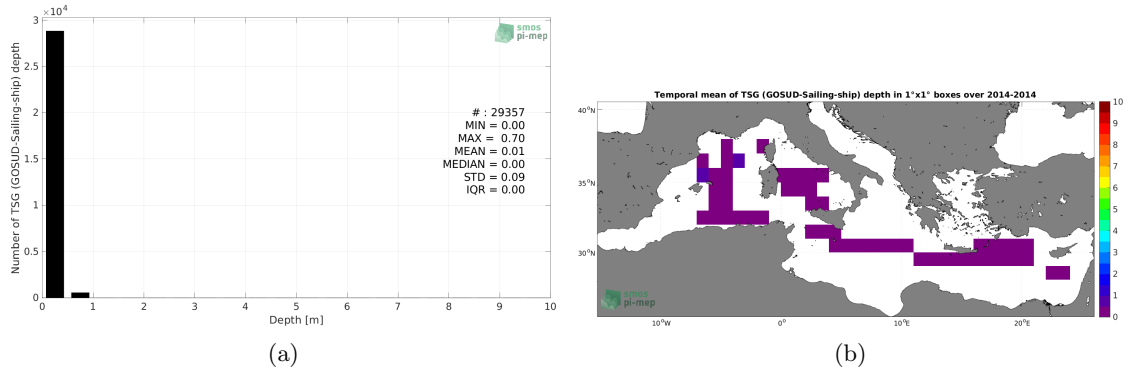 ×10⁴
3
2.5
2
1.5
1
0.5
0
Number of TSG (GOSUD-Sailing-ship) depth
smos
pi-mep
# : 29357
MIN = 0.00
MAX = 0.70
MEAN = 0.01
MEDIAN = 0.00
STD = 0.09
IQR = 0.00
0 1 2 3 4 5 6 7 8 9 10
Depth [m]
(a)
Temporal mean of TSG (GOSUD-Sailing-ship) depth in 1°x1° boxes over 2014-2014
40°N
35°N
30°N
10°W 0° 10°E 20°E
smos
pi-mep
10
9
8
7
6
5
4
3
2
1
0
(b)